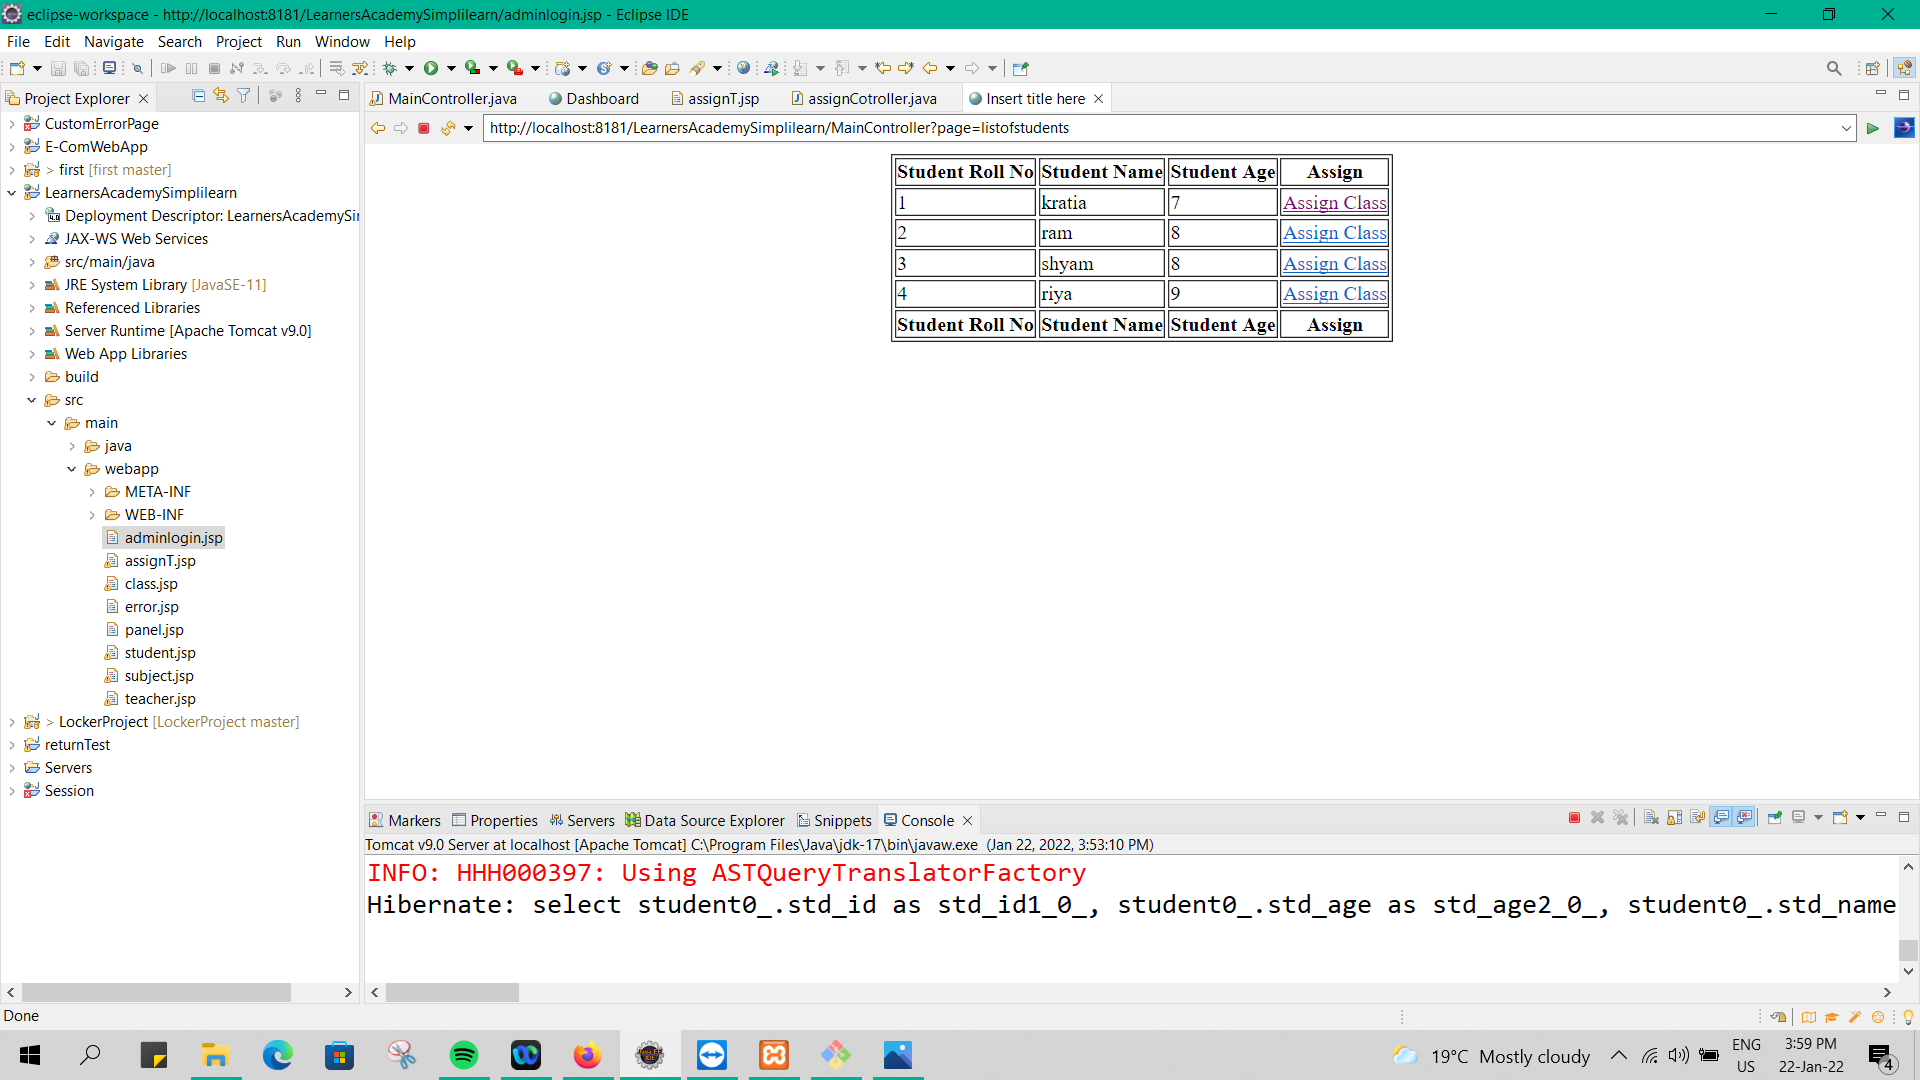 eclipse-workspace - http://localhost:8181/LearnersAcademySimplilearn/adminlogin.jsp - Eclipse IDE
File Edit Navigate Search Project Run Window Help
Project Explorer
MainController.java Dashboard assignT.jsp assignCotroller.java Insert title here
http://localhost:8181/LearnersAcademySimplilearn/MainController?page=listofstudents
CustomErrorPage
E-ComWebApp
> first [first master]
LearnersAcademySimplilearn
Deployment Descriptor: LearnersAcademySi
JAX-WS Web Services
src/main/java
JRE System Library [JavaSE-11]
Referenced Libraries
Server Runtime [Apache Tomcat v9.0]
Web App Libraries
build
src
main
java
webapp
META-INF
WEB-INF
adminlogin.jsp
assignT.jsp
class.jsp
error.jsp
panel.jsp
student.jsp
subject.jsp
teacher.jsp
> LockerProject [LockerProject master]
returnTest
Servers
Session
Student Roll No Student Name Student Age Assign
1 kratia 7 Assign Class
2 ram 8 Assign Class
3 shyam 8 Assign Class
4 riya 9 Assign Class
Student Roll No Student Name Student Age Assign
Markers Properties Servers Data Source Explorer Snippets Console
Tomcat v9.0 Server at localhost [Apache Tomcat] C:\Program Files\Java\jdk-17\bin\javaw.exe (Jan 22, 2022, 3:53:10 PM)
INFO: HHH000397: Using ASTQueryTranslatorFactory
Hibernate: select student0_.std_id as std_id1_0_, student0_.std_age as std_age2_0_, student0_.std_name
Done
19°C Mostly cloudy
ENG
US
3:59 PM
22-Jan-22
4